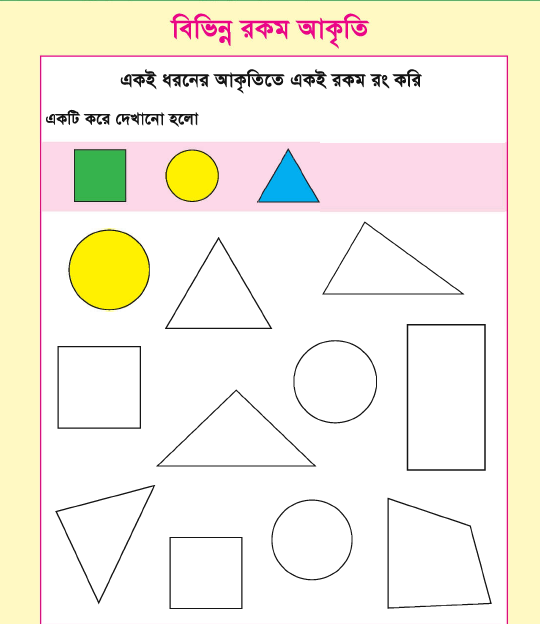 বিভিন্ন রকম আকৃতি
একই ধরনের আকৃতিতে একই রকম রং করি
একটি করে দেখানো হলো